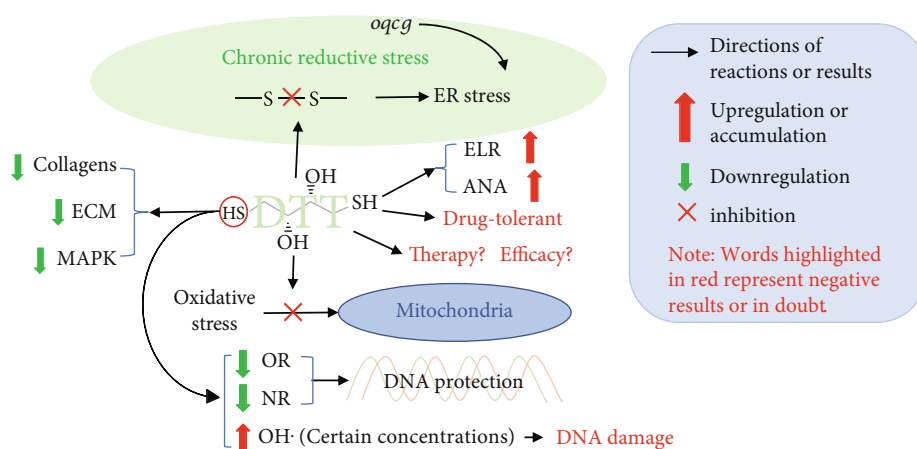 oqcg
Chronic reductive stress
S S
ER stress
Collagens
ECM
MAPK
HS
DTT
OH
OH
SH
ELR
ANA
Drug-tolerant
Therapy? Efficacy?
Oxidative
stress
Mitochondria
OR
NR
DNA protection
OH· (Certain concentrations)
DNA damage
Directions of
reactions or results
Upregulation or
accumulation
Downregulation
inhibition
Note: Words highlighted
in red represent negative
results or in doubt.